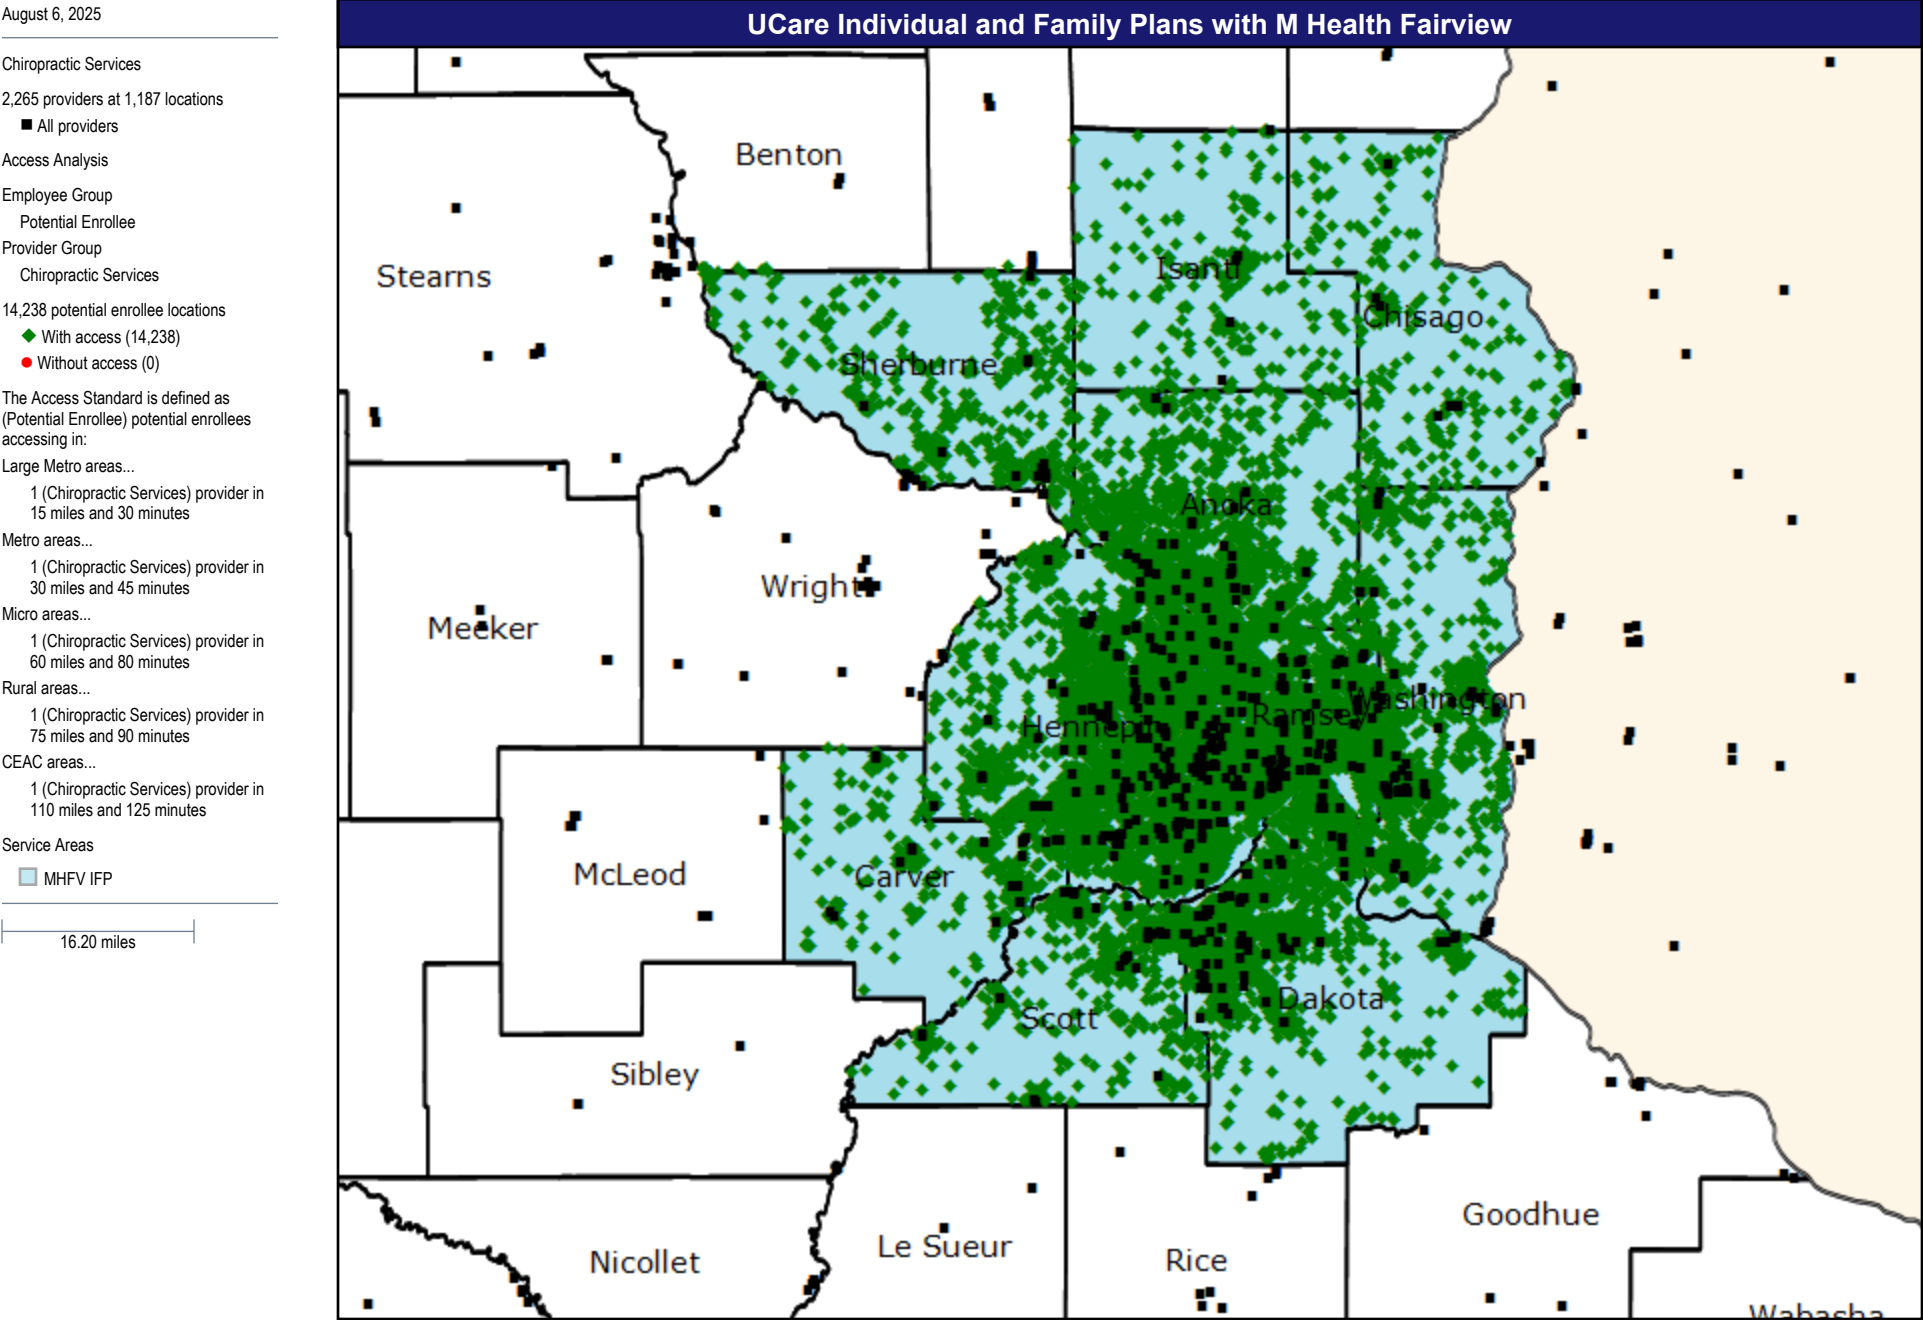 August 6, 2025
Chiropractic Services
2,265 providers at 1,187 locations
All providers
Access Analysis
Employee Group
Potential Enrollee
Provider Group
Chiropractic Services
14,238 potential enrollee locations
With access (14,238)
Without access (0)
The Access Standard is defined as
(Potential Enrollee) potential enrollees
accessing in:
Large Metro areas...
1 (Chiropractic Services) provider in
15 miles and 30 minutes
Metro areas...
1 (Chiropractic Services) provider in
30 miles and 45 minutes
Micro areas...
1 (Chiropractic Services) provider in
60 miles and 80 minutes
Rural areas...
1 (Chiropractic Services) provider in
75 miles and 90 minutes
CEAC areas...
1 (Chiropractic Services) provider in
110 miles and 125 minutes
Service Areas
MHFV IFP
16.20 miles
UCare Individual and Family Plans with M Health Fairview
Benton
Stearns
Isanti
Chisago
Sherburne
Anoka
Wright
Meeker
Washington
Ramsey
Hennepin
McLeod
Carver
Dakota
Scott
Sibley
Goodhue
Le Sueur
Rice
Nicollet
Wabasha